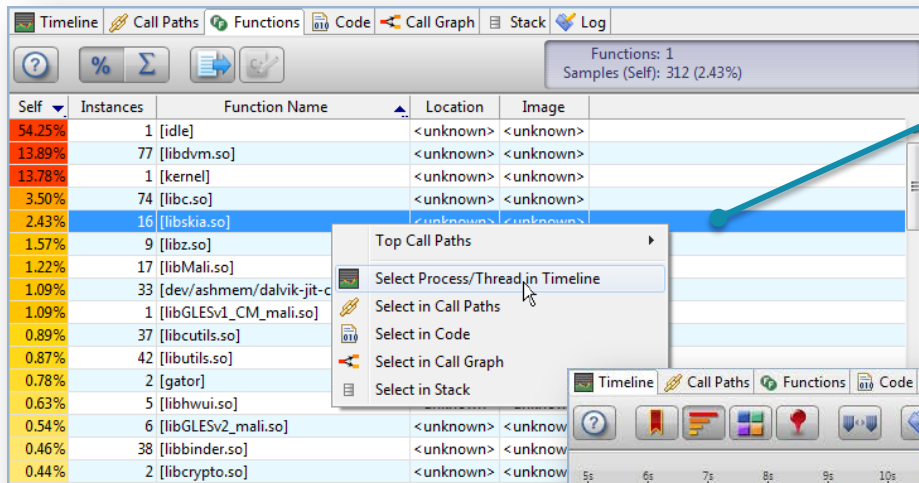 Timeline Call Paths Functions Code Call Graph Stack Log
? % Σ
Functions: 1
Samples (Self): 312 (2.43%)
Self Instances Function Name Location Image
54.25% 1 [idle] <unknown> <unknown>
13.89% 77 [libdvm.so] <unknown> <unknown>
13.78% 1 [kernel] <unknown> <unknown>
3.50% 74 [libc.so] <unknown> <unknown>
2.43% 16 [libskia.so] <unknown> <unknown>
1.57% 9 [libz.so]
Top Call Paths
1.22% 17 [libMali.so]
Select Process/Thread in Timeline
1.09% 33 [dev/ashmem/dalvik-jit-c
Select in Call Paths
1.09% 1 [libGLESv1_CM_mali.so]
Select in Code
0.89% 37 [libcutils.so]
0.87% 42 [libutils.so]
Select in Call Graph
0.78% 2 [gator]
Select in Stack
Timeline Call Paths Functions Code
0.63% 5 [libhwui.so]
0.54% 6 [libGLESv2_mali.so] <unknown> <unknow
?
0.46% 38 [libbinder.so] <unknown> <unknow
0.44% 2 [libcrypto.so] <unknown> <unknow
5s 6s 7s 8s 9s 10s